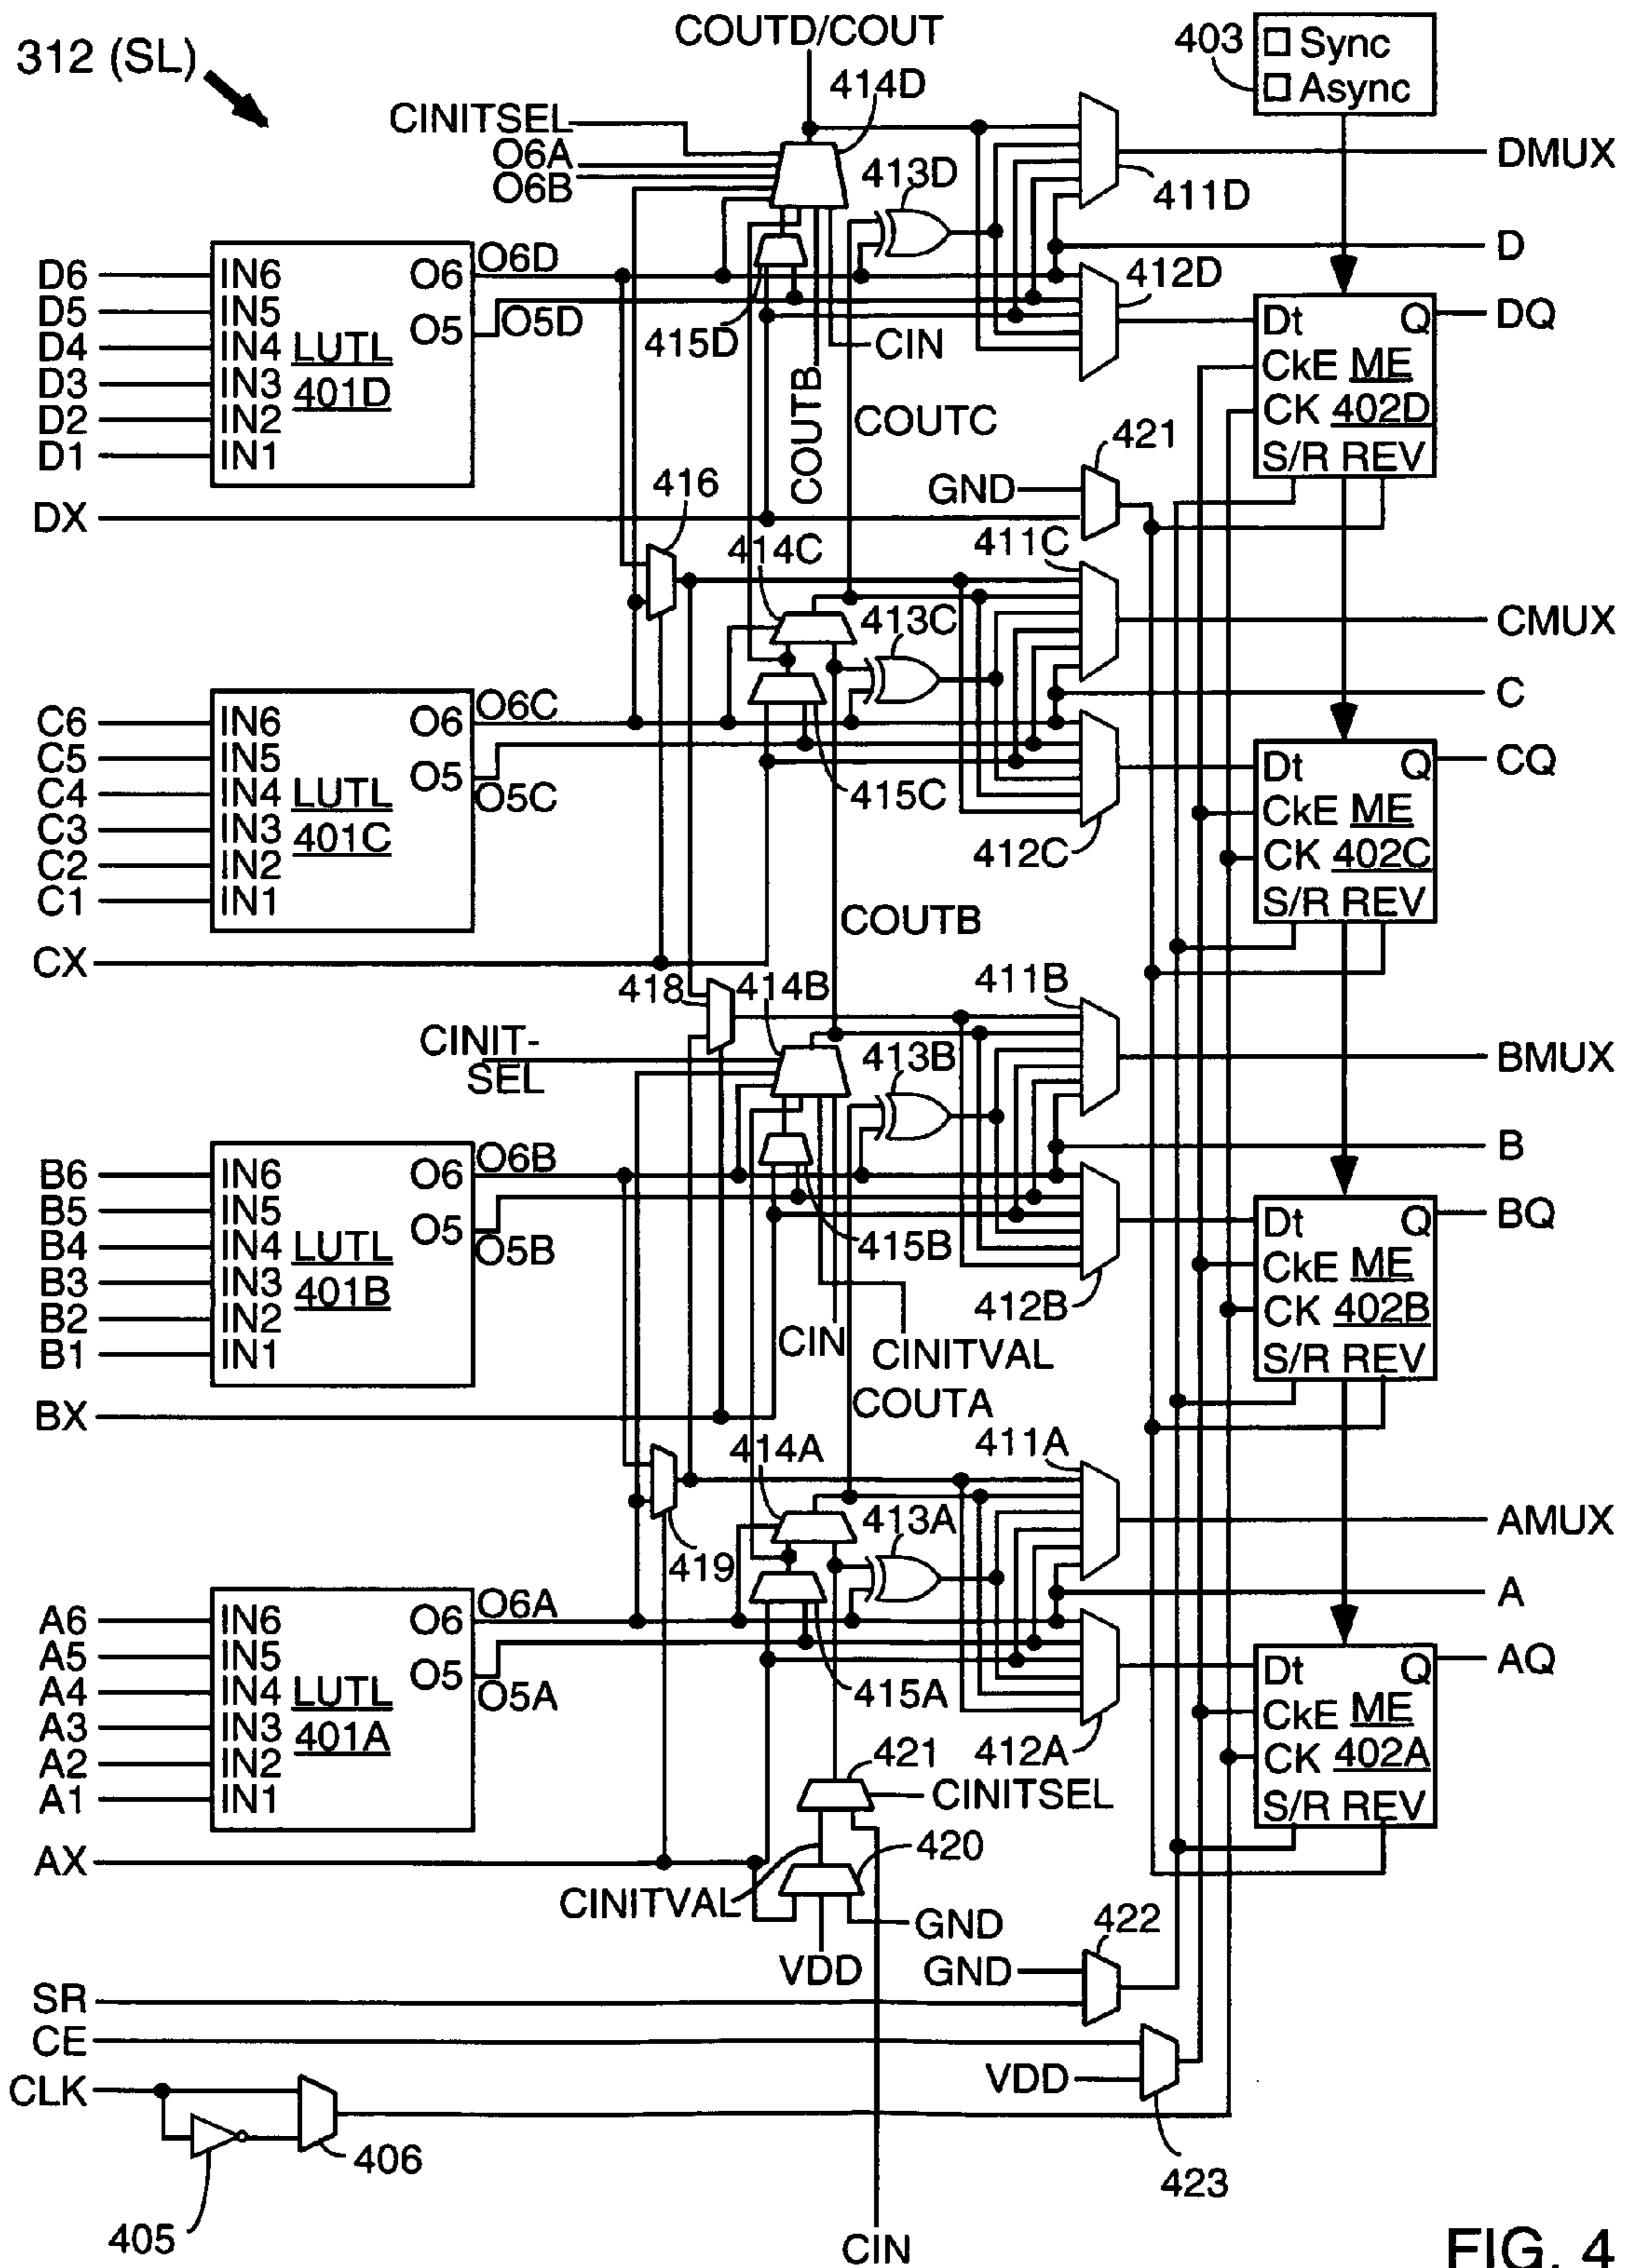 312 (SL)
COUTD/COUT
403
Sync
Async
CINITSEL
414D
O6A
O6B
413D
DMUX
411D
D
D6
D5
D4
D3
D2
D1
IN6
IN5
IN4
IN3
IN2
IN1
LUTL
401D
O6
O5
O6D
O5D
415D
CIN
COUTB
COUTC
412D
Dt
Q
CkE ME
CK 402D
S/R REV
DQ
DX
416
GND
421
414C
411C
413C
CMUX
C
C6
C5
C4
C3
C2
C1
IN6
IN5
IN4
IN3
IN2
IN1
LUTL
401C
O6
O5
O6C
O5C
415C
412C
Dt
Q
CkE ME
CK 402C
S/R REV
CQ
CX
COUTB
418
414B
411B
CINIT-
SEL
413B
BMUX
B
B6
B5
B4
B3
B2
B1
IN6
IN5
IN4
IN3
IN2
IN1
LUTL
401B
O6
O5
O6B
O5B
415B
412B
CIN
CINITVAL
Dt
Q
CkE ME
CK 402B
S/R REV
BQ
BX
COUTA
414A
411A
419
413A
AMUX
A
A6
A5
A4
A3
A2
A1
IN6
IN5
IN4
IN3
IN2
IN1
LUTL
401A
O6
O5
O6A
O5A
415A
412A
Dt
Q
CkE ME
CK 402A
S/R REV
AQ
421
CINITSEL
AX
420
CINITVAL
GND
VDD
GND
422
SR
CE
VDD
423
CLK
405
406
CIN
FIG. 4